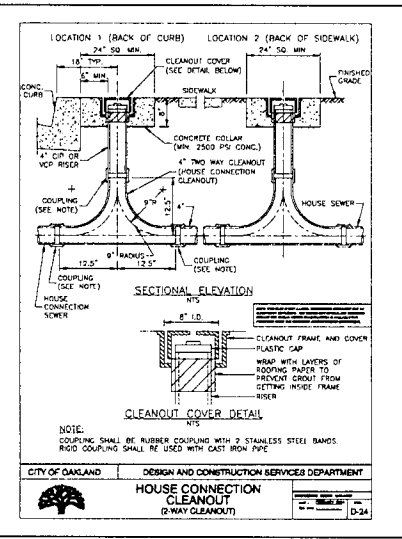 LOCATION 1 (BACK OF CURB)
LOCATION 2 (BACK OF SIDEWALK)
24" SQ. MIN.
CLEANOUT COVER
(SEE DETAIL BELOW)
24" SQ. MIN.
18" TYP.
6" MIN.
SIDEWALK
FINISHED
GRADE
CONC.
CURB
8"
CONCRETE COLLAR
(MIN. 2500 PSI CONC.)
4" CIP OR
VCP RISER
4" TWO WAY CLEANOUT
(HOUSE CONNECTION
CLEANOUT)
COUPLING
(SEE NOTE)
9"R
12.5"
4"
HOUSE SEWER
12.5"
9" RADIUS
12.5"
COUPLING
(SEE NOTE)
COUPLING
(SEE NOTE)
HOUSE
CONNECTION
SEWER
SECTIONAL ELEVATION
NTS
8" I.D.
CLEANOUT FRAME AND COVER
PLASTIC CAP
WRAP WITH LAYERS OF
ROOFING PAPER TO
PREVENT GROUT FROM
GETTING INSIDE FRAME
RISER
CLEANOUT COVER DETAIL
NTS
NOTE:
COUPLING SHALL BE RUBBER COUPLING WITH 2 STAINLESS STEEL BANDS.
RIGID COUPLING SHALL BE USED WITH CAST IRON PIPE
CITY OF OAKLAND
DESIGN AND CONSTRUCTION SERVICES DEPARTMENT
HOUSE CONNECTION
CLEANOUT
(2-WAY CLEANOUT)
D-24